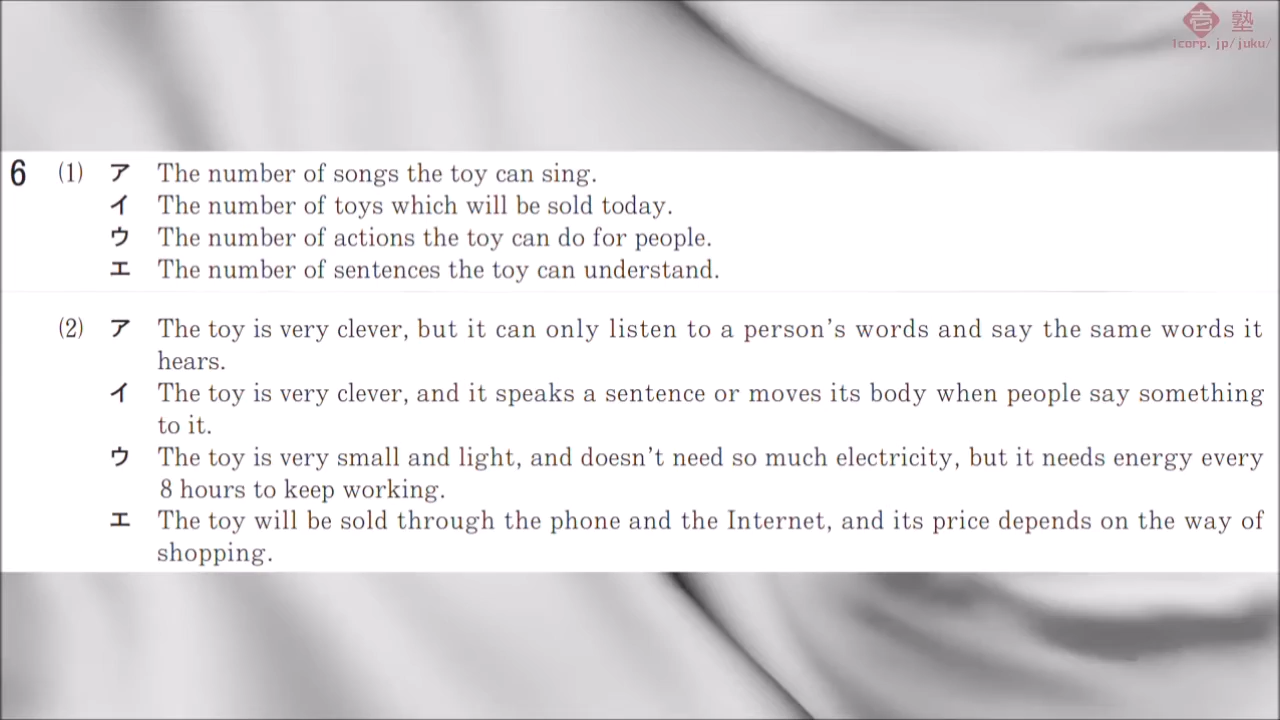 壱 塾
1corp.jp/juku/
6 (1) ア The number of songs the toy can sing.
イ The number of toys which will be sold today.
ウ The number of actions the toy can do for people.
エ The number of sentences the toy can understand.
(2) ア The toy is very clever, but it can only listen to a person's words and say the same words it
hears.
イ The toy is very clever, and it speaks a sentence or moves its body when people say something
to it.
ウ The toy is very small and light, and doesn't need so much electricity, but it needs energy every
8 hours to keep working.
エ The toy will be sold through the phone and the Internet, and its price depends on the way of
shopping.